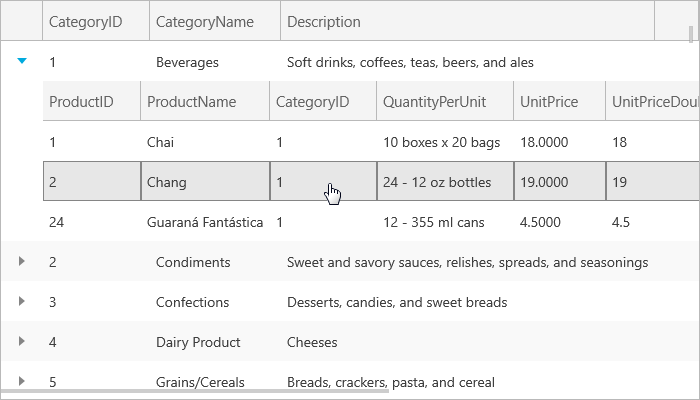 CategoryID CategoryName Description
1 Beverages Soft drinks, coffees, teas, beers, and ales
ProductID ProductName CategoryID QuantityPerUnit UnitPrice UnitPriceDou
1 Chai 1 10 boxes x 20 bags 18.0000 18
2 Chang 1 24 - 12 oz bottles 19.0000 19
24 Guaraná Fantástica 1 12 - 355 ml cans 4.5000 4.5
2 Condiments Sweet and savory sauces, relishes, spreads, and seasonings
3 Confections Desserts, candies, and sweet breads
4 Dairy Product Cheeses
5 Grains/Cereals Breads, crackers, pasta, and cereal